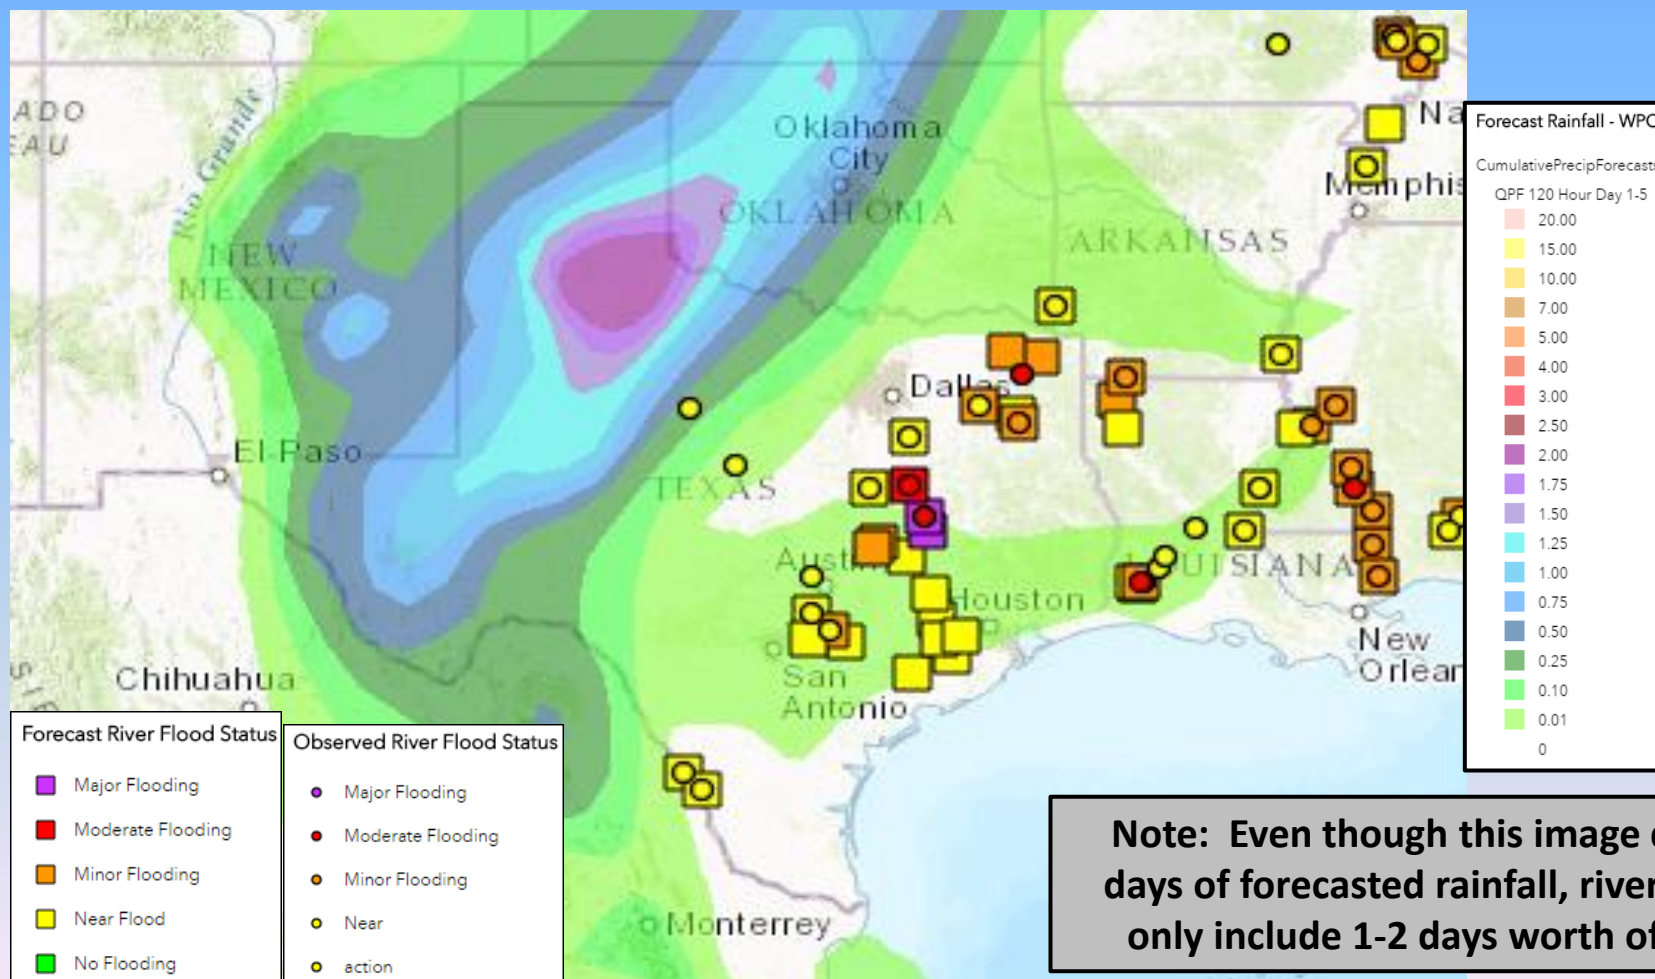 ADO
EAU
Rio Grande
Oklahoma
City
OKLAHOMA
Na
Memphis
ARKANSAS
NEW
MEXICO
Dallas
El Paso
TEXAS
Austin
LOUISIANA
Houston
San
Antonio
New
Orlean
Chihuahua
Monterrey
Forecast Rainfall - WPC
CumulativePrecipForecasts
QPF 120 Hour Day 1-5
20.00
15.00
10.00
7.00
5.00
4.00
3.00
2.50
2.00
1.75
1.50
1.25
1.00
0.75
0.50
0.25
0.10
0.01
0
Forecast River Flood Status
Major Flooding
Moderate Flooding
Minor Flooding
Near Flood
No Flooding
Observed River Flood Status
Major Flooding
Moderate Flooding
Minor Flooding
Near
action
Note: Even though this image
days of forecasted rainfall, river
only include 1-2 days worth of